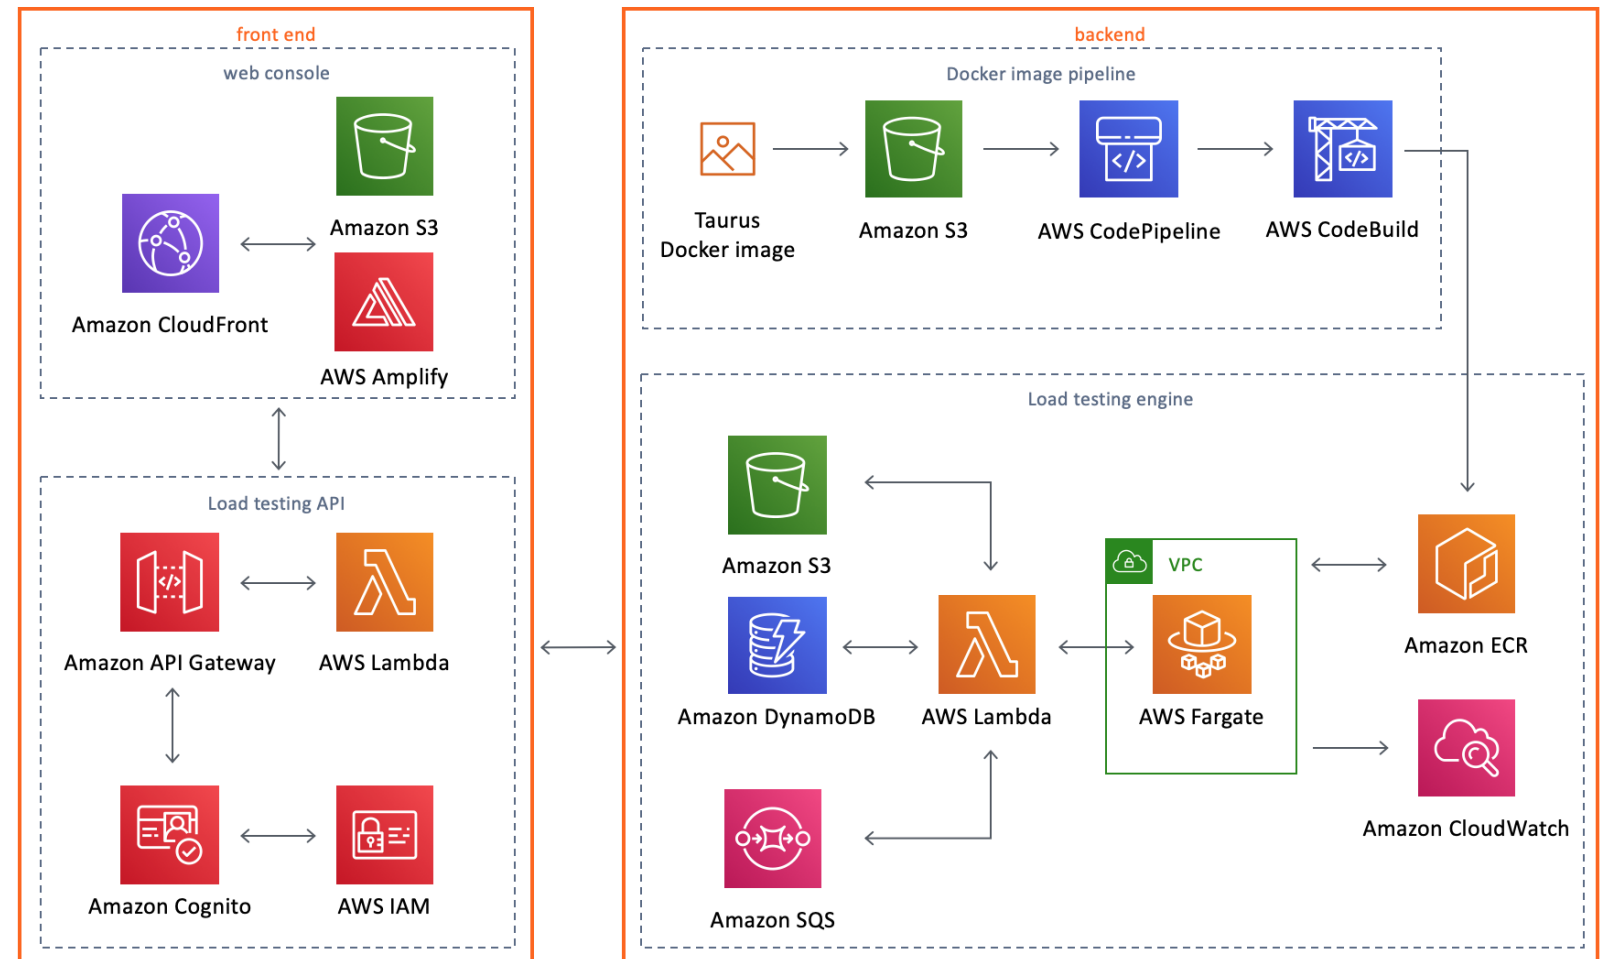 front end
web console
Amazon S3
Amazon CloudFront
AWS Amplify
Load testing API
Amazon API Gateway
AWS Lambda
Amazon Cognito
AWS IAM
backend
Docker image pipeline
Taurus
Docker image
Amazon S3
AWS CodePipeline
AWS CodeBuild
Load testing engine
Amazon S3
VPC
Amazon ECR
Amazon DynamoDB
AWS Lambda
AWS Fargate
Amazon CloudWatch
Amazon SQS